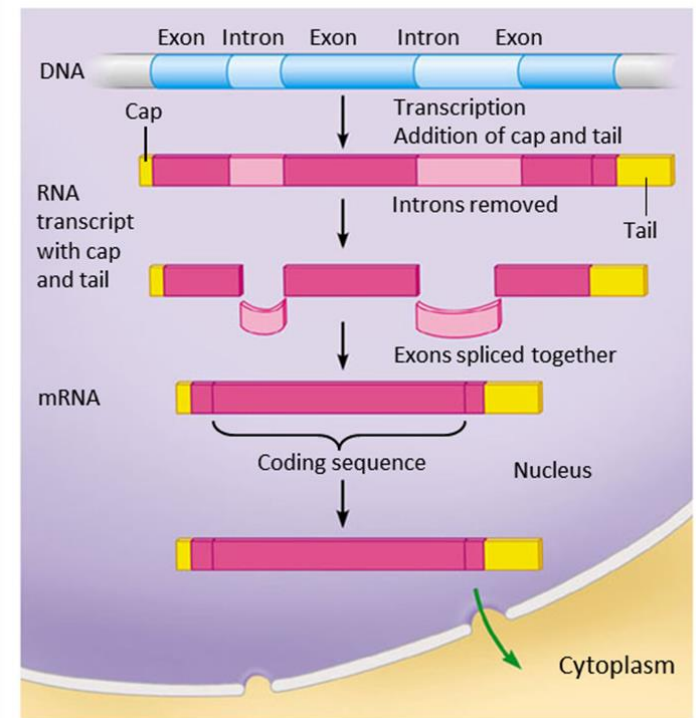 Exon Intron Exon Intron Exon
DNA
Cap
Transcription
Addition of cap and tail
RNA
transcript
with cap
and tail
Introns removed
Tail
Exons spliced together
mRNA
Coding sequence
Nucleus
Cytoplasm